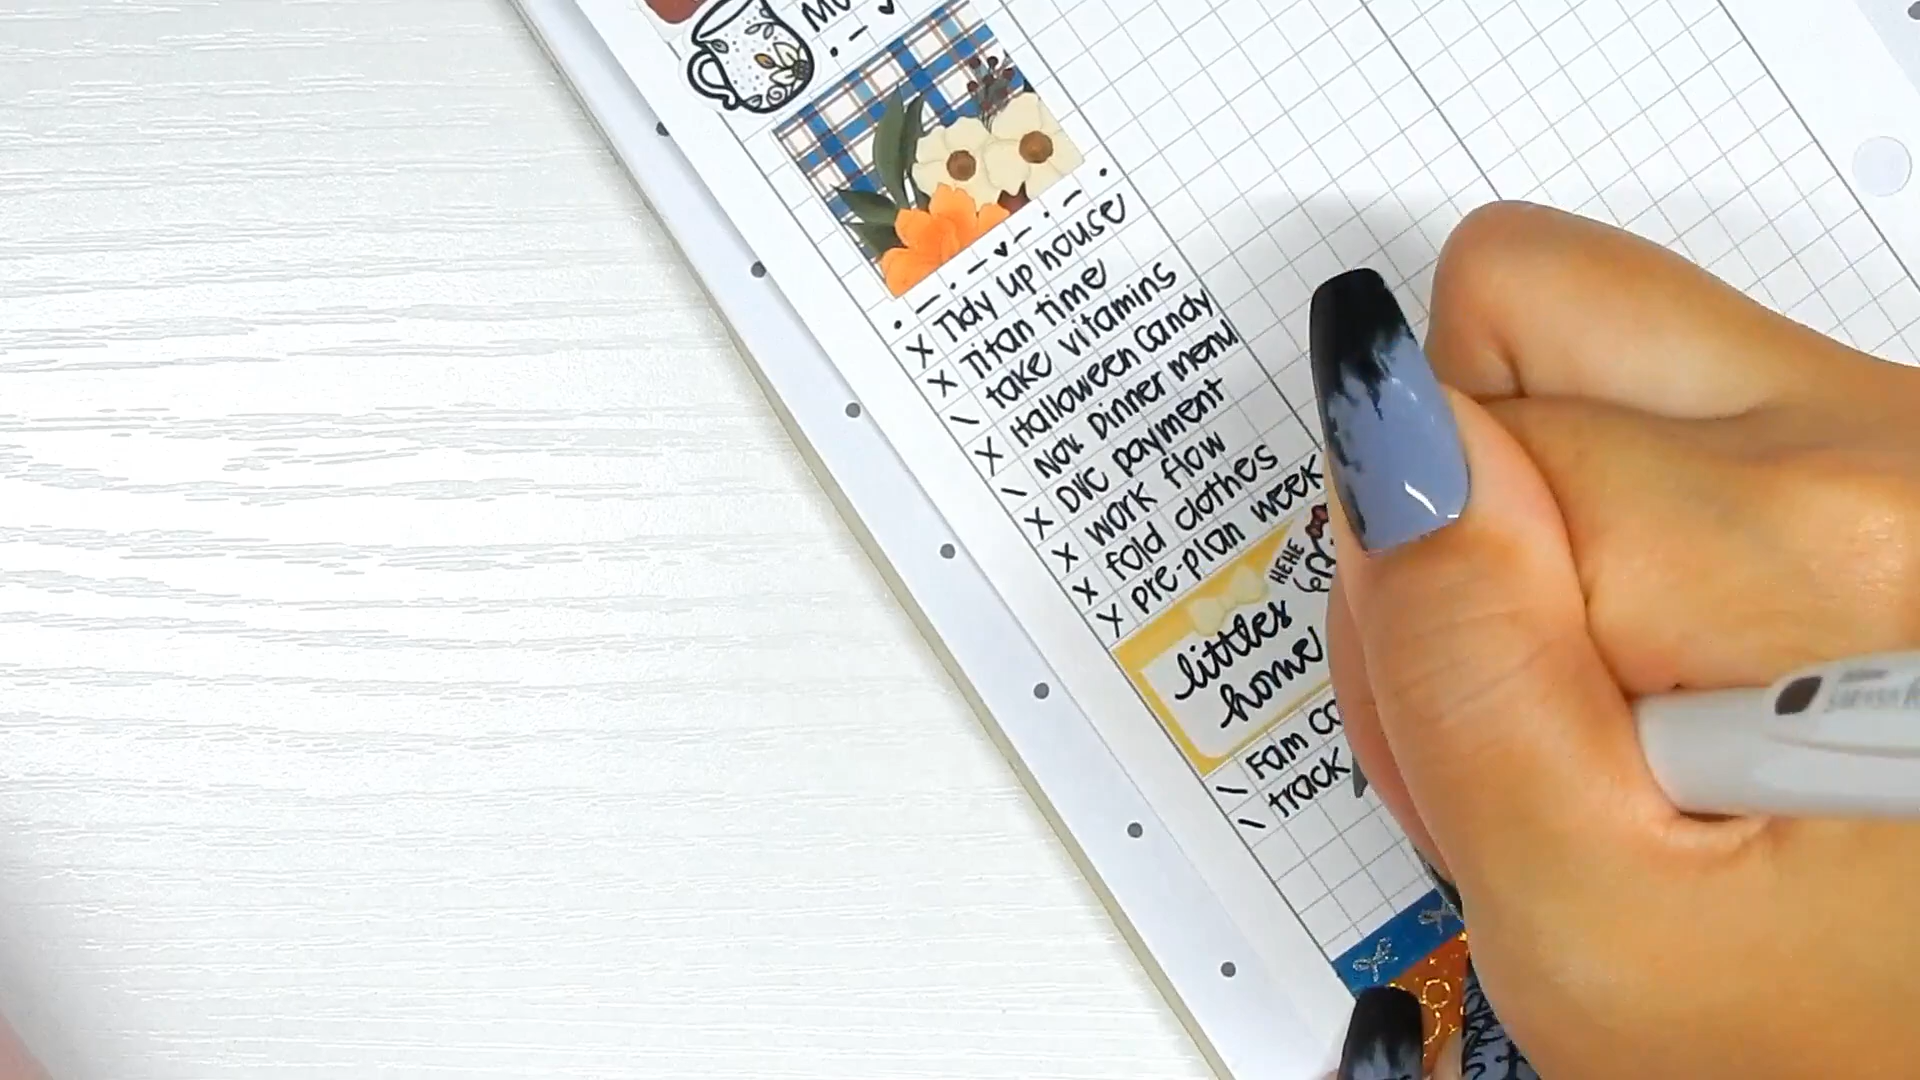 X Tidy up house
X Titan time
\ take vitamins
X Halloween Candy
\ Nov. Dinner menu
X DVC payment
X work flow
X fold clothes
X pre-plan week
HEHE
littles
home
\ Fam
\ track